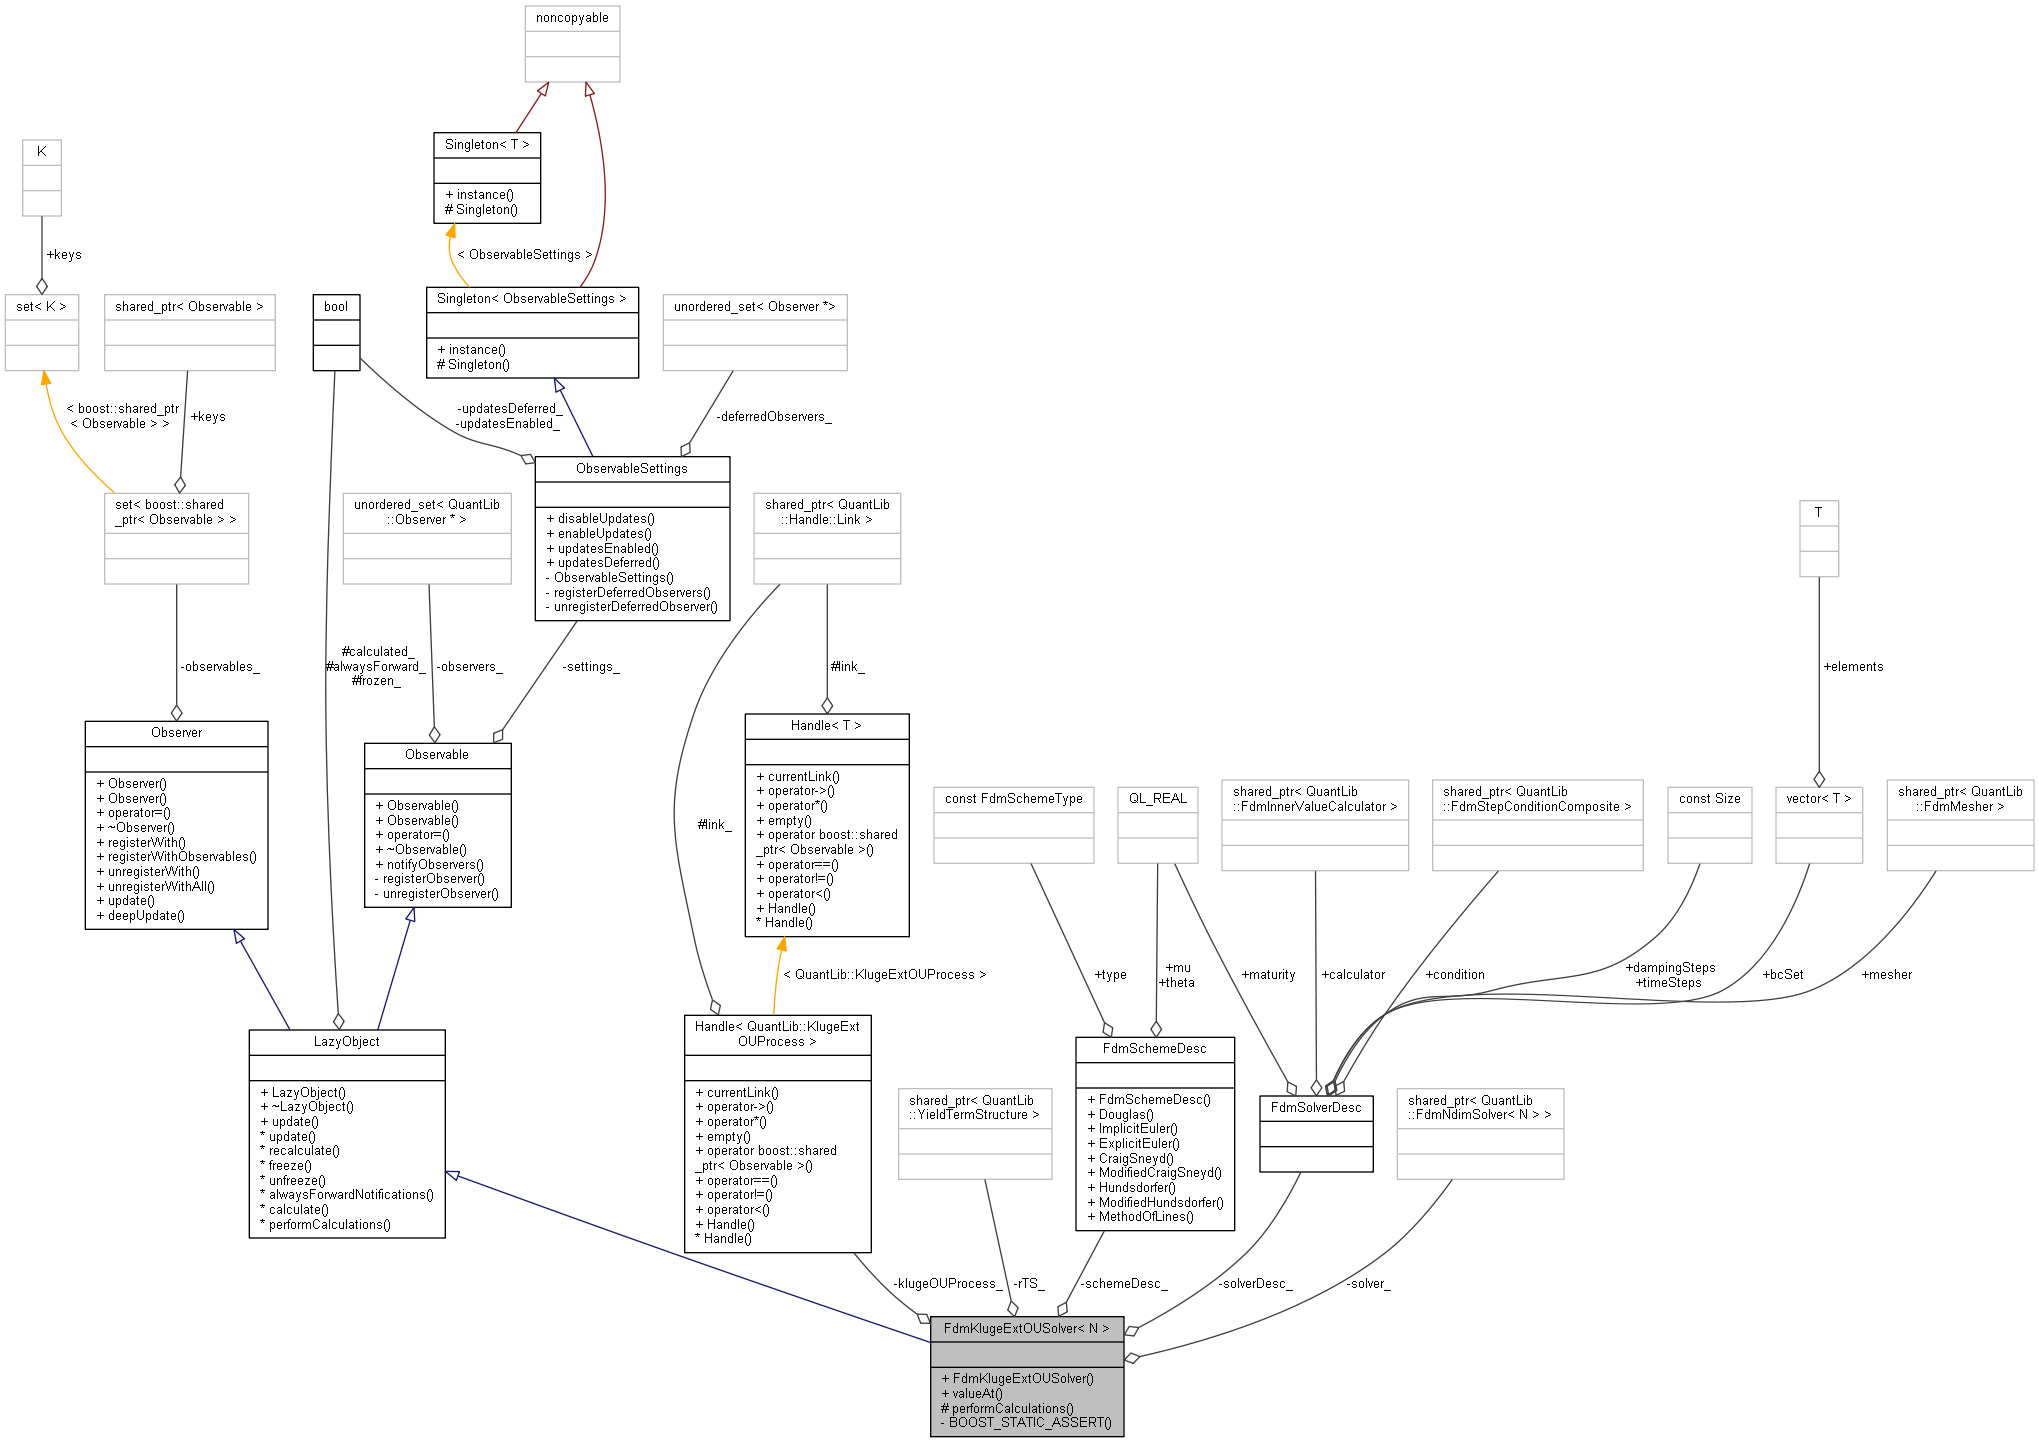 noncopyable
Singleton< T >
+ instance()
# Singleton()
K
+keys
< ObservableSettings >
set< K >
shared_ptr< Observable >
bool
Singleton< ObservableSettings >
+ instance()
# Singleton()
unordered_set< Observer *>
< boost::shared_ptr
< Observable > >
+keys
-updatesDeferred_
-updatesEnabled_
-deferredObservers_
set< boost::shared
_ptr< Observable > >
unordered_set< QuantLib
::Observer * >
ObservableSettings
+ disableUpdates()
+ enableUpdates()
+ updatesEnabled()
+ updatesDeferred()
- ObservableSettings()
- registerDeferredObservers()
- unregisterDeferredObserver()
shared_ptr< QuantLib
::Handle::Link >
T
-observables_
#calculated_
#alwaysForward_
#frozen_
-observers_
-settings_
#link_
+elements
Observer
+ Observer()
+ Observer()
+ operator=()
+ ~Observer()
+ registerWith()
+ registerWithObservables()
+ unregisterWith()
+ unregisterWithAll()
+ update()
+ deepUpdate()
Observable
+ Observable()
+ Observable()
+ operator=()
+ ~Observable()
+ notifyObservers()
- registerObserver()
- unregisterObserver()
#link_
Handle< T >
+ currentLink()
+ operator->()
+ operator*()
+ empty()
+ operator boost::shared
_ptr< Observable >()
+ operator==()
+ operator!=()
+ operator<()
+ Handle()
* Handle()
const FdmSchemeType
QL_REAL
shared_ptr< QuantLib
::FdmInnerValueCalculator >
shared_ptr< QuantLib
::FdmStepConditionComposite >
const Size
vector< T >
shared_ptr< QuantLib
::FdmMesher >
< QuantLib::KlugeExtOUProcess >
+type
+mu
+theta
+maturity
+calculator
+condition
+dampingSteps
+timeSteps
+bcSet
+mesher
LazyObject
+ LazyObject()
+ ~LazyObject()
+ update()
* update()
* recalculate()
* freeze()
* unfreeze()
* alwaysForwardNotifications()
* calculate()
* performCalculations()
Handle< QuantLib::KlugeExt
OUProcess >
+ currentLink()
+ operator->()
+ operator*()
+ empty()
+ operator boost::shared
_ptr< Observable >()
+ operator==()
+ operator!=()
+ operator<()
+ Handle()
* Handle()
shared_ptr< QuantLib
::YieldTermStructure >
FdmSchemeDesc
+ FdmSchemeDesc()
+ Douglas()
+ ImplicitEuler()
+ ExplicitEuler()
+ CraigSneyd()
+ ModifiedCraigSneyd()
+ Hundsdorfer()
+ ModifiedHundsdorfer()
+ MethodOfLines()
FdmSolverDesc
shared_ptr< QuantLib
::FdmNdimSolver< N > >
-klugeOUProcess_
-rTS_
-schemeDesc_
-solverDesc_
-solver_
FdmKlugeExtOUSolver< N >
+ FdmKlugeExtOUSolver()
+ valueAt()
# performCalculations()
- BOOST_STATIC_ASSERT()